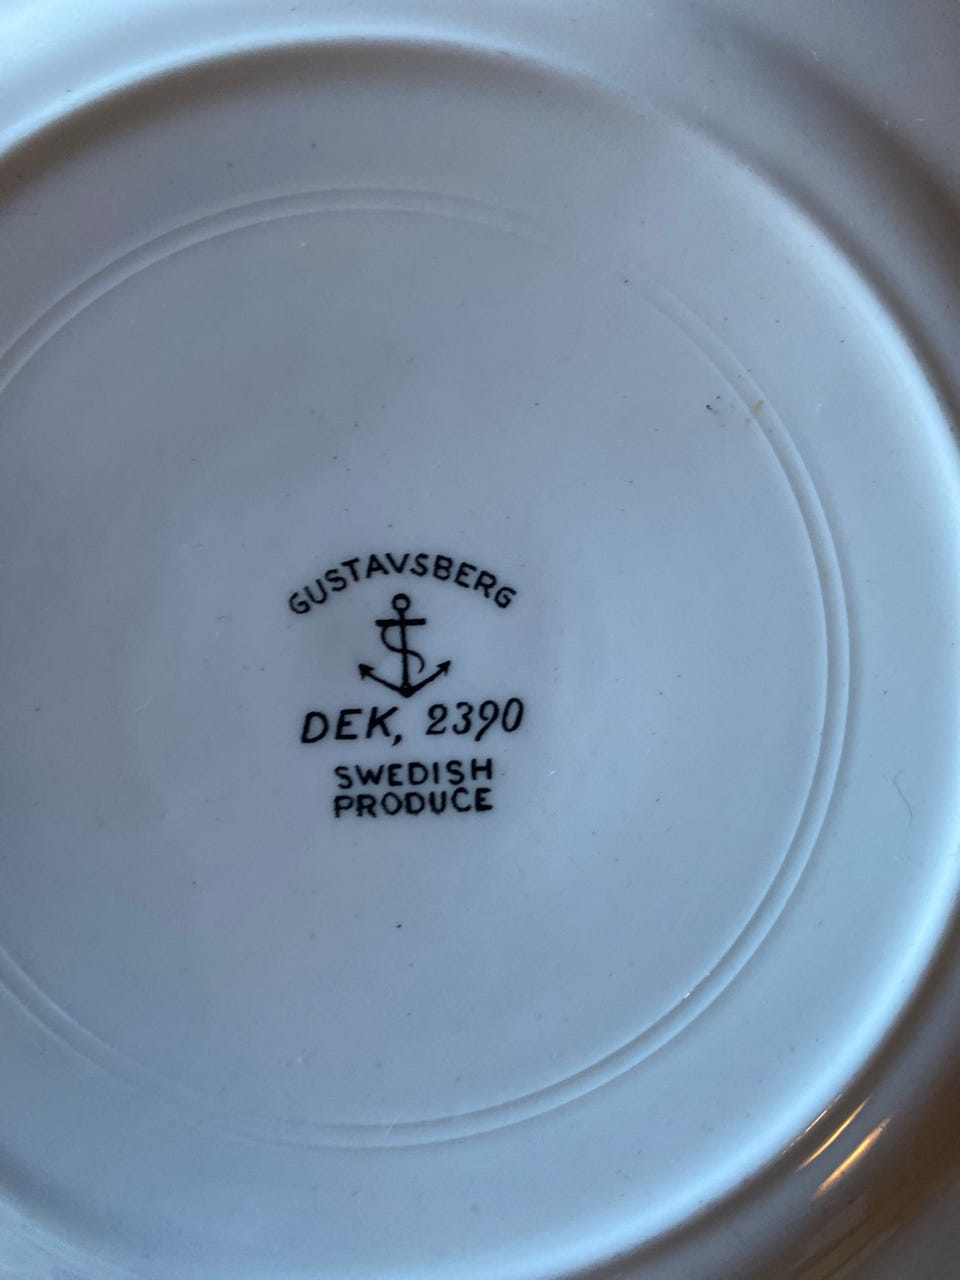 GUSTAVSBERG
DEK, 2390
SWEDISH
PRODUCE